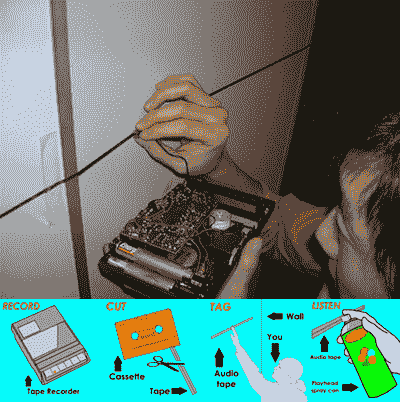 RECORD
CUT
TAG
LISTEN
Wall
You
Audio
tape
Audio tape
Cassette
Tape
Tape Recorder
Playhead
spray can